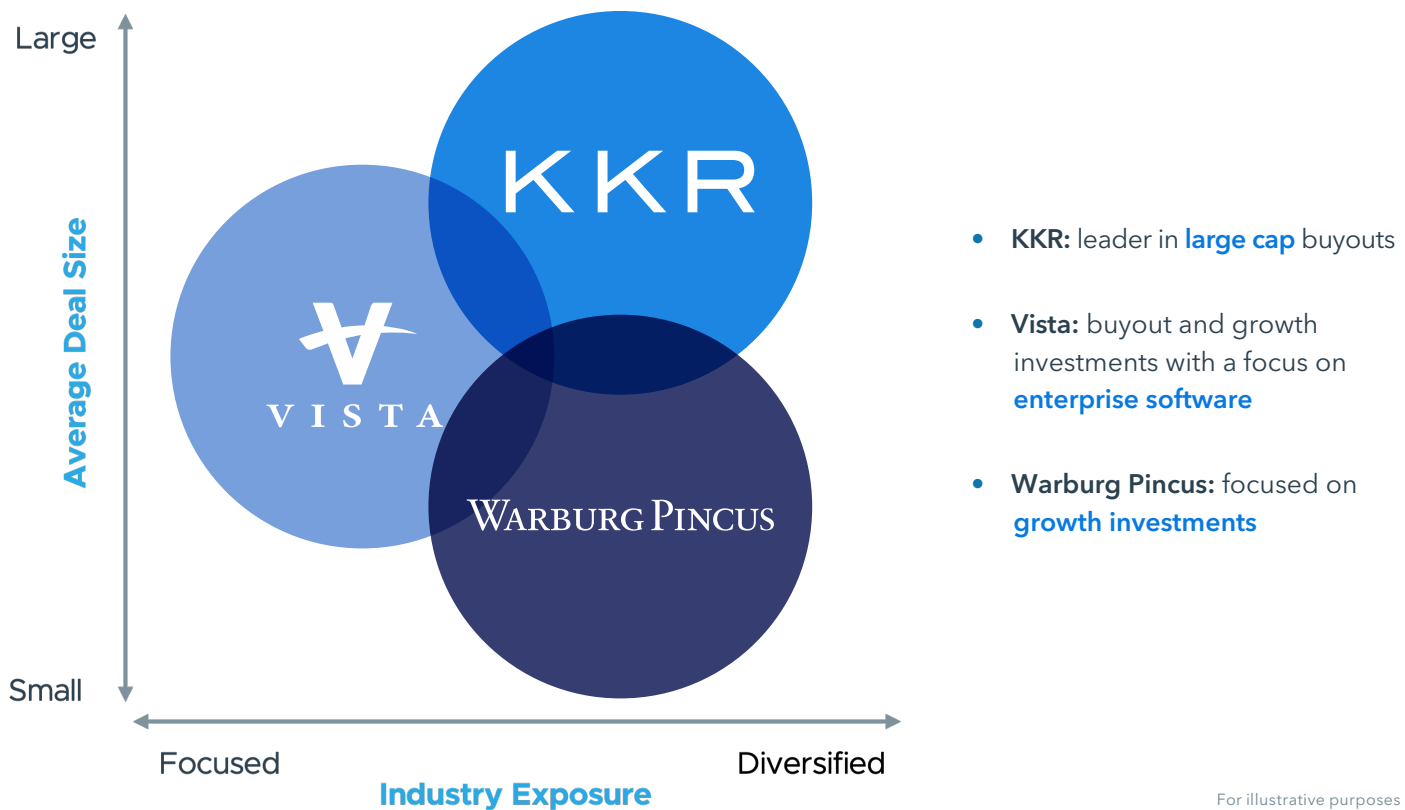 Large
KKR
VISTA
WARBURG PINCUS
Average Deal Size
Small
Focused
Diversified
Industry Exposure
• KKR: leader in large cap buyouts
• Vista: buyout and growth
investments with a focus on
enterprise software
• Warburg Pincus: focused on
growth investments
For illustrative purposes